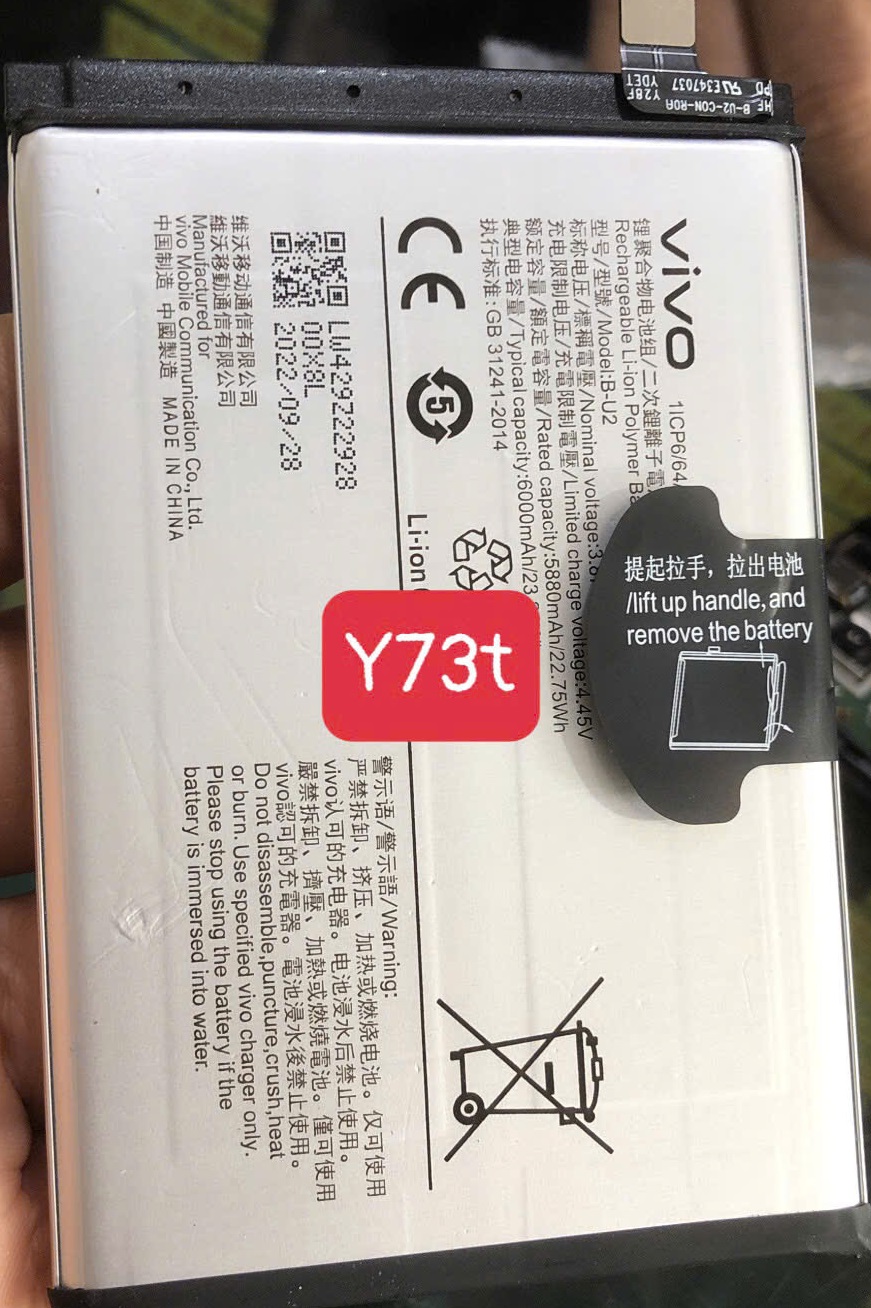 vivo 1ICP6/64/
锂聚合物电池组/二次鋰離子電
Rechargeable Li-ion Polymer Ba
型号/型號/Model:B-U2
标称电压/標稱電壓/Nominal voltage:3.8
充电限制电压/充電限制電壓/Limited charge voltage:4.45V
额定容量/額定電容量/Rated capacity:5880mAh/22.75Wh
典型电容量/Typical capacity:6000mAh/23.
执行标准:GB 31241-2014
CE
5
Li-ion
LW429722928
00X8L
2022/09/28
维沃移动通信有限公司
維沃移動通信有限公司
Manufactured for
vivo Mobile Communication Co., Ltd.
中国制造 中國製造 MADE IN CHINA
警示语/警示語/Warning:
严禁拆卸、挤压、加热或燃烧电池。仅可使用
vivo认可的充电器。电池浸水后禁止使用。
嚴禁拆卸、擠壓、加熱或燃燒電池。僅可使用
vivo認可的充電器。電池浸水後禁止使用。
Do not disassemble,puncture,crush,heat
or burn. Use specified vivo charger only.
Please stop using the battery if the
battery is immersed into water.
提起拉手，拉出电池
/lift up handle, and
remove the battery
Y73t
HF B-U2-CON-R0A Y28F
PD E347037 YDET